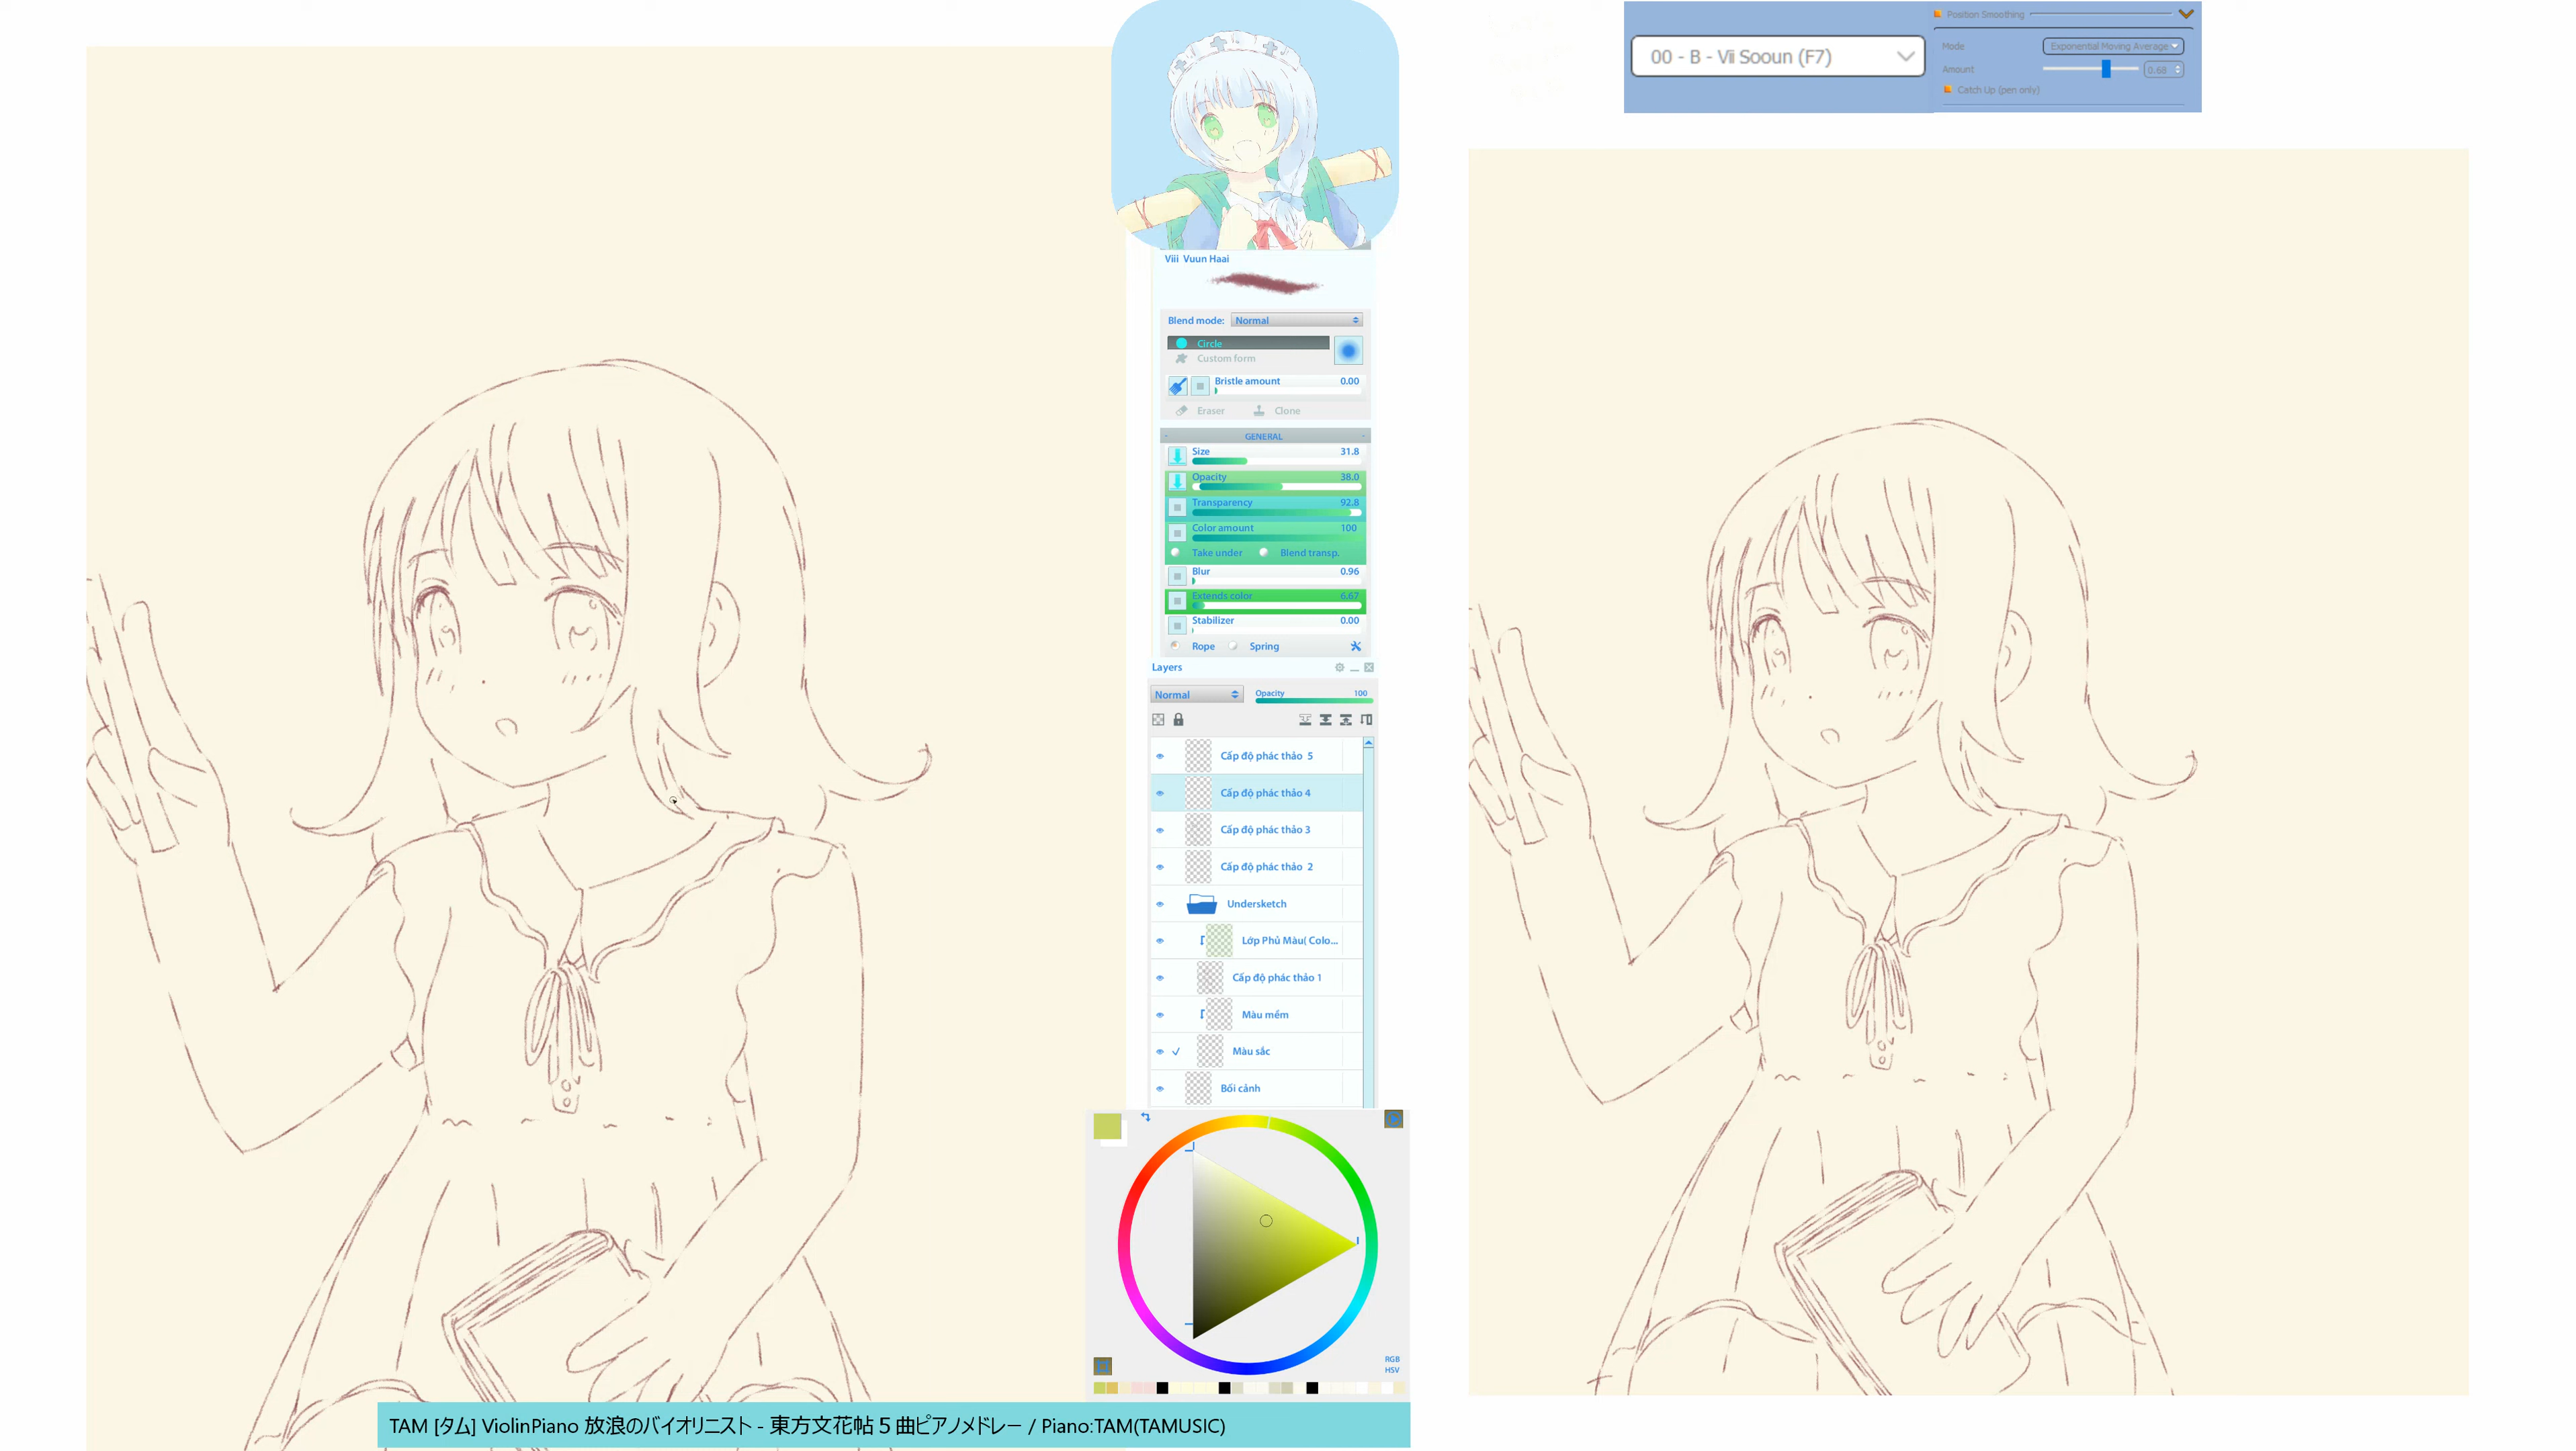 00 - B - Vii Sooun (F7)
Position Smoothing
Mode
Exponential Moving Average
Amount
0.68
Catch Up (pen only)
Viii Vuun Haai
Blend mode: Normal
Circle
Custom form
Bristle amount 0.00
Eraser Clone
GENERAL
Size 31.8
Opacity 38.0
Transparency 92.8
Color amount 100
Take under Blend transp.
Blur 0.96
Extends color 6.67
Stabilizer 0.00
Rope Spring
Layers
Normal Opacity 100
Cấp độ phác thảo 5
Cấp độ phác thảo 4
Cấp độ phác thảo 3
Cấp độ phác thảo 2
Undersketch
Lớp Phủ Màu( Colo...
Cấp độ phác thảo 1
Màu mềm
Màu sắc
Bối cảnh
RGB
HSV
TAM [タム] ViolinPiano 放浪のバイオリニスト - 東方文花帖５曲ピアノメドレー / Piano:TAM(TAMUSIC)